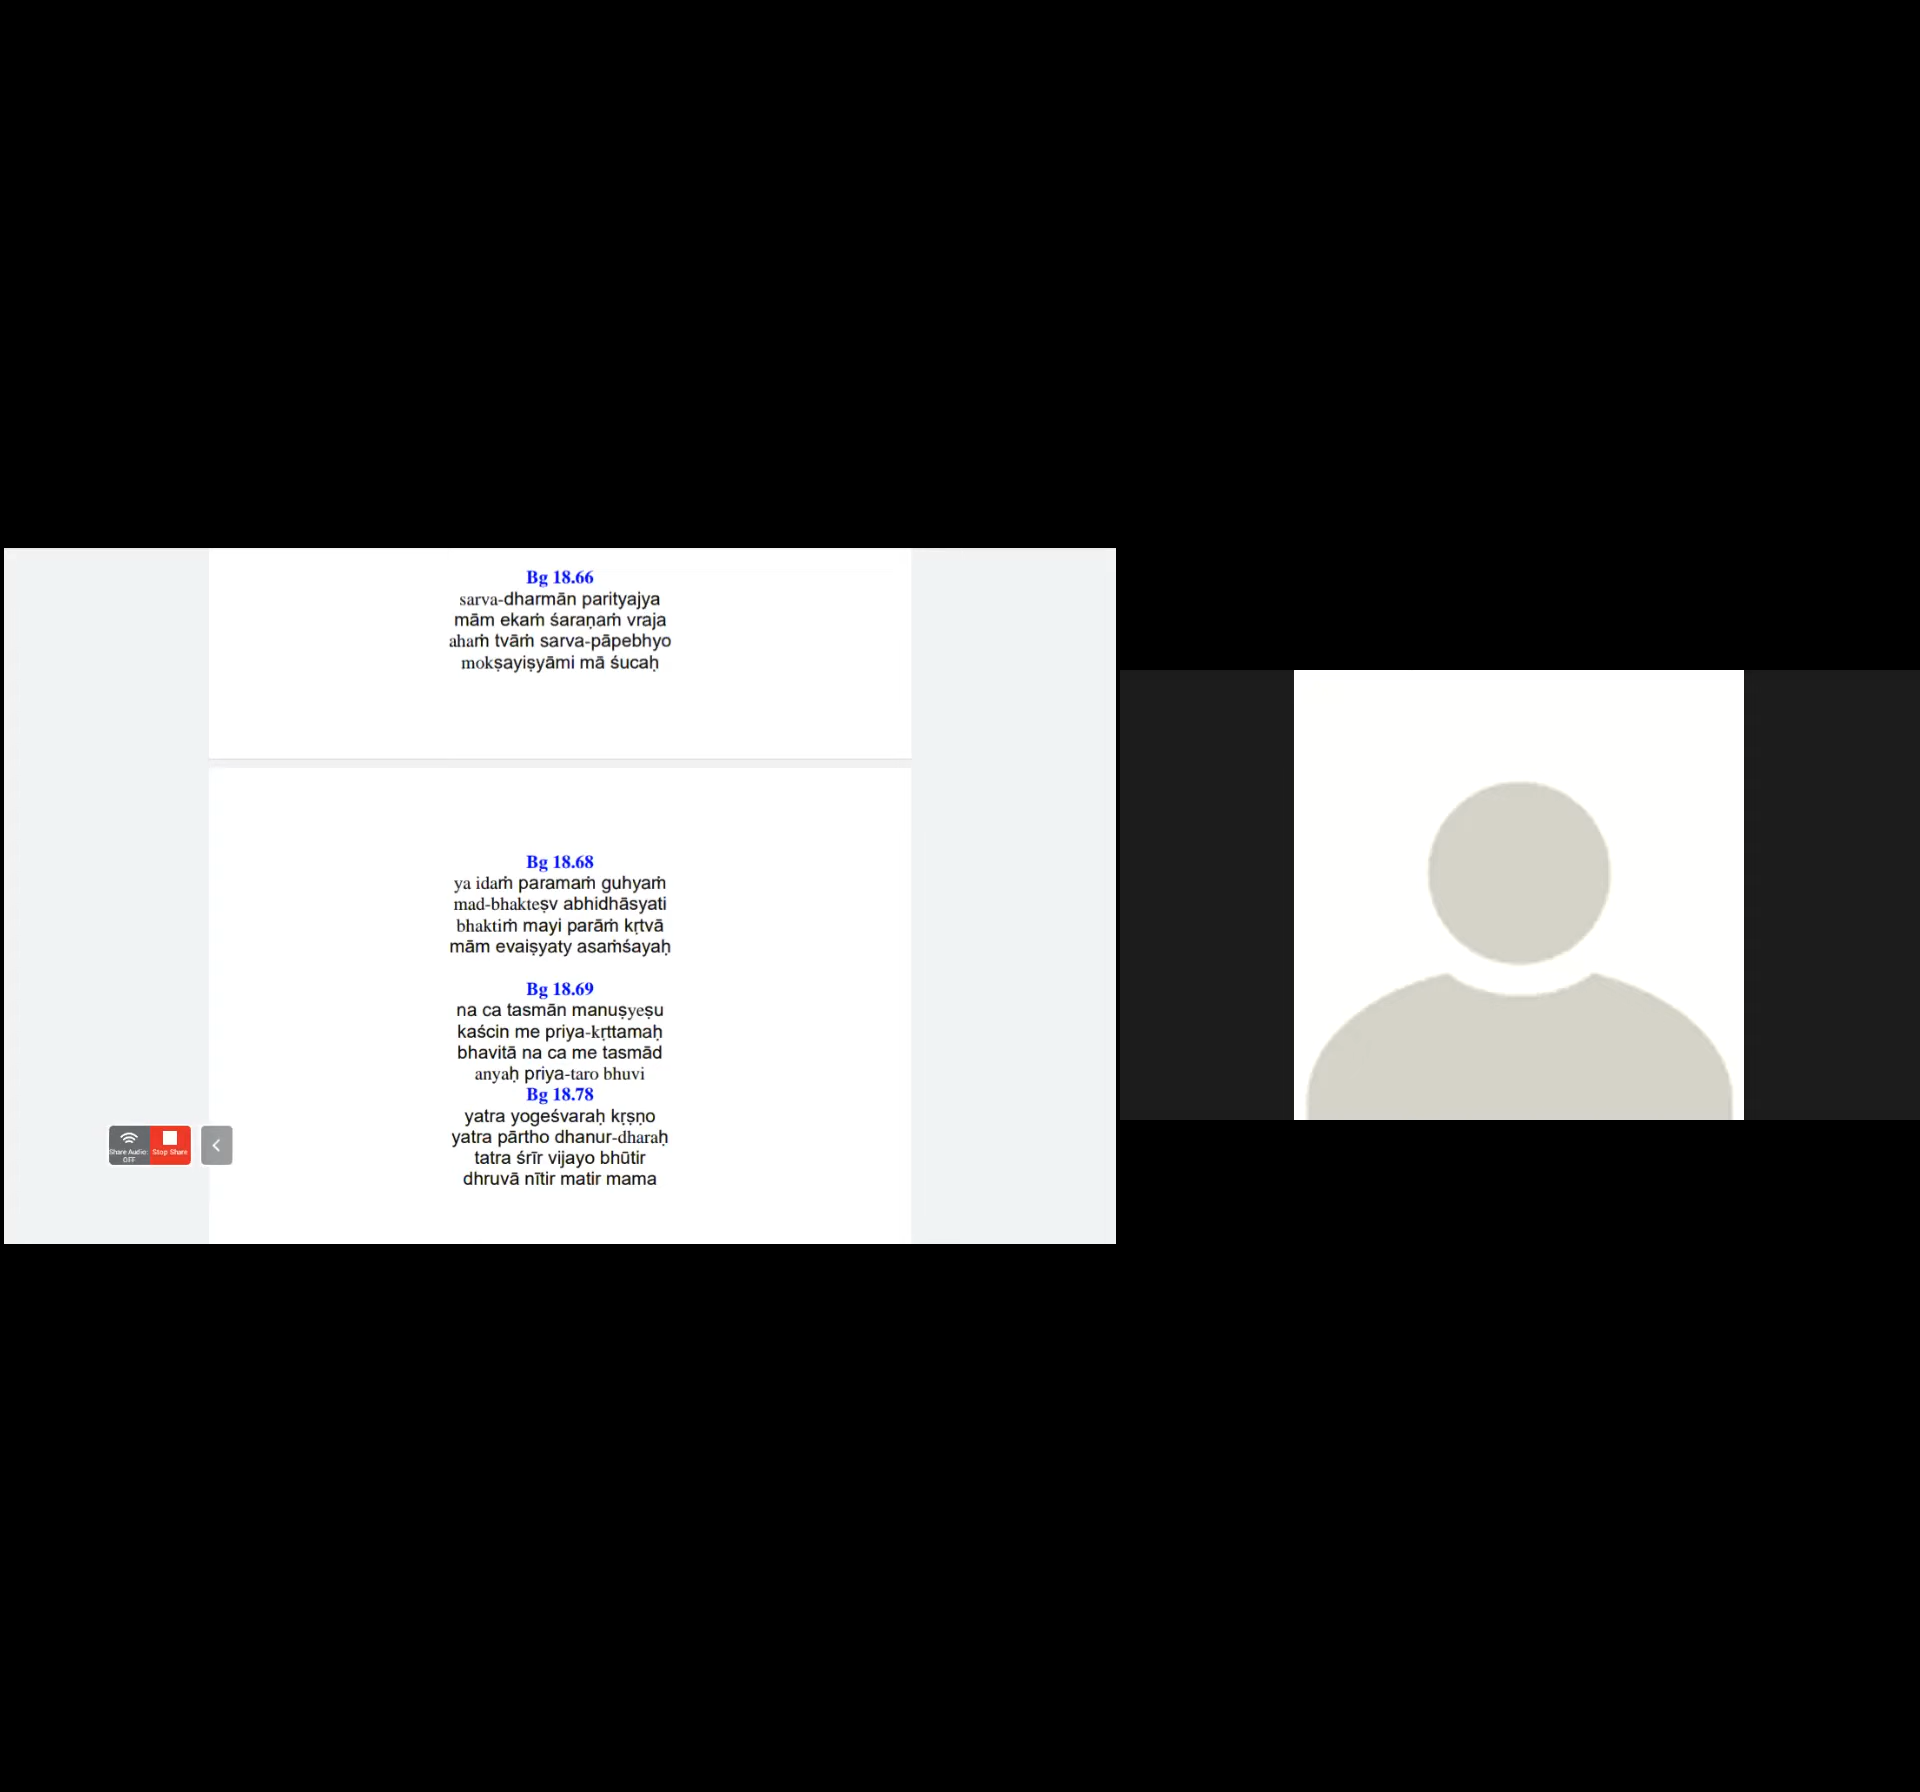 Bg 18.66
sarva-dharmān parityajya
mām ekaṁ śaraṇaṁ vraja
ahaṁ tvāṁ sarva-pāpebhyo
mokṣayiṣyāmi mā śucaḥ
Bg 18.68
ya idaṁ paramaṁ guhyaṁ
mad-bhakteṣv abhidhāsyati
bhaktiṁ mayi parāṁ kṛtvā
mām evaiṣyaty asaṁśayaḥ
Bg 18.69
na ca tasmān manuṣyeṣu
kaścin me priya-kṛttamaḥ
bhavitā na ca me tasmād
anyaḥ priya-taro bhuvi
Bg 18.78
yatra yogeśvaraḥ kṛṣṇo
yatra pārtho dhanur-dharaḥ
tatra śrīr vijayo bhūtir
dhruvā nītir matir mama
Share Audio: OFF
Stop Share